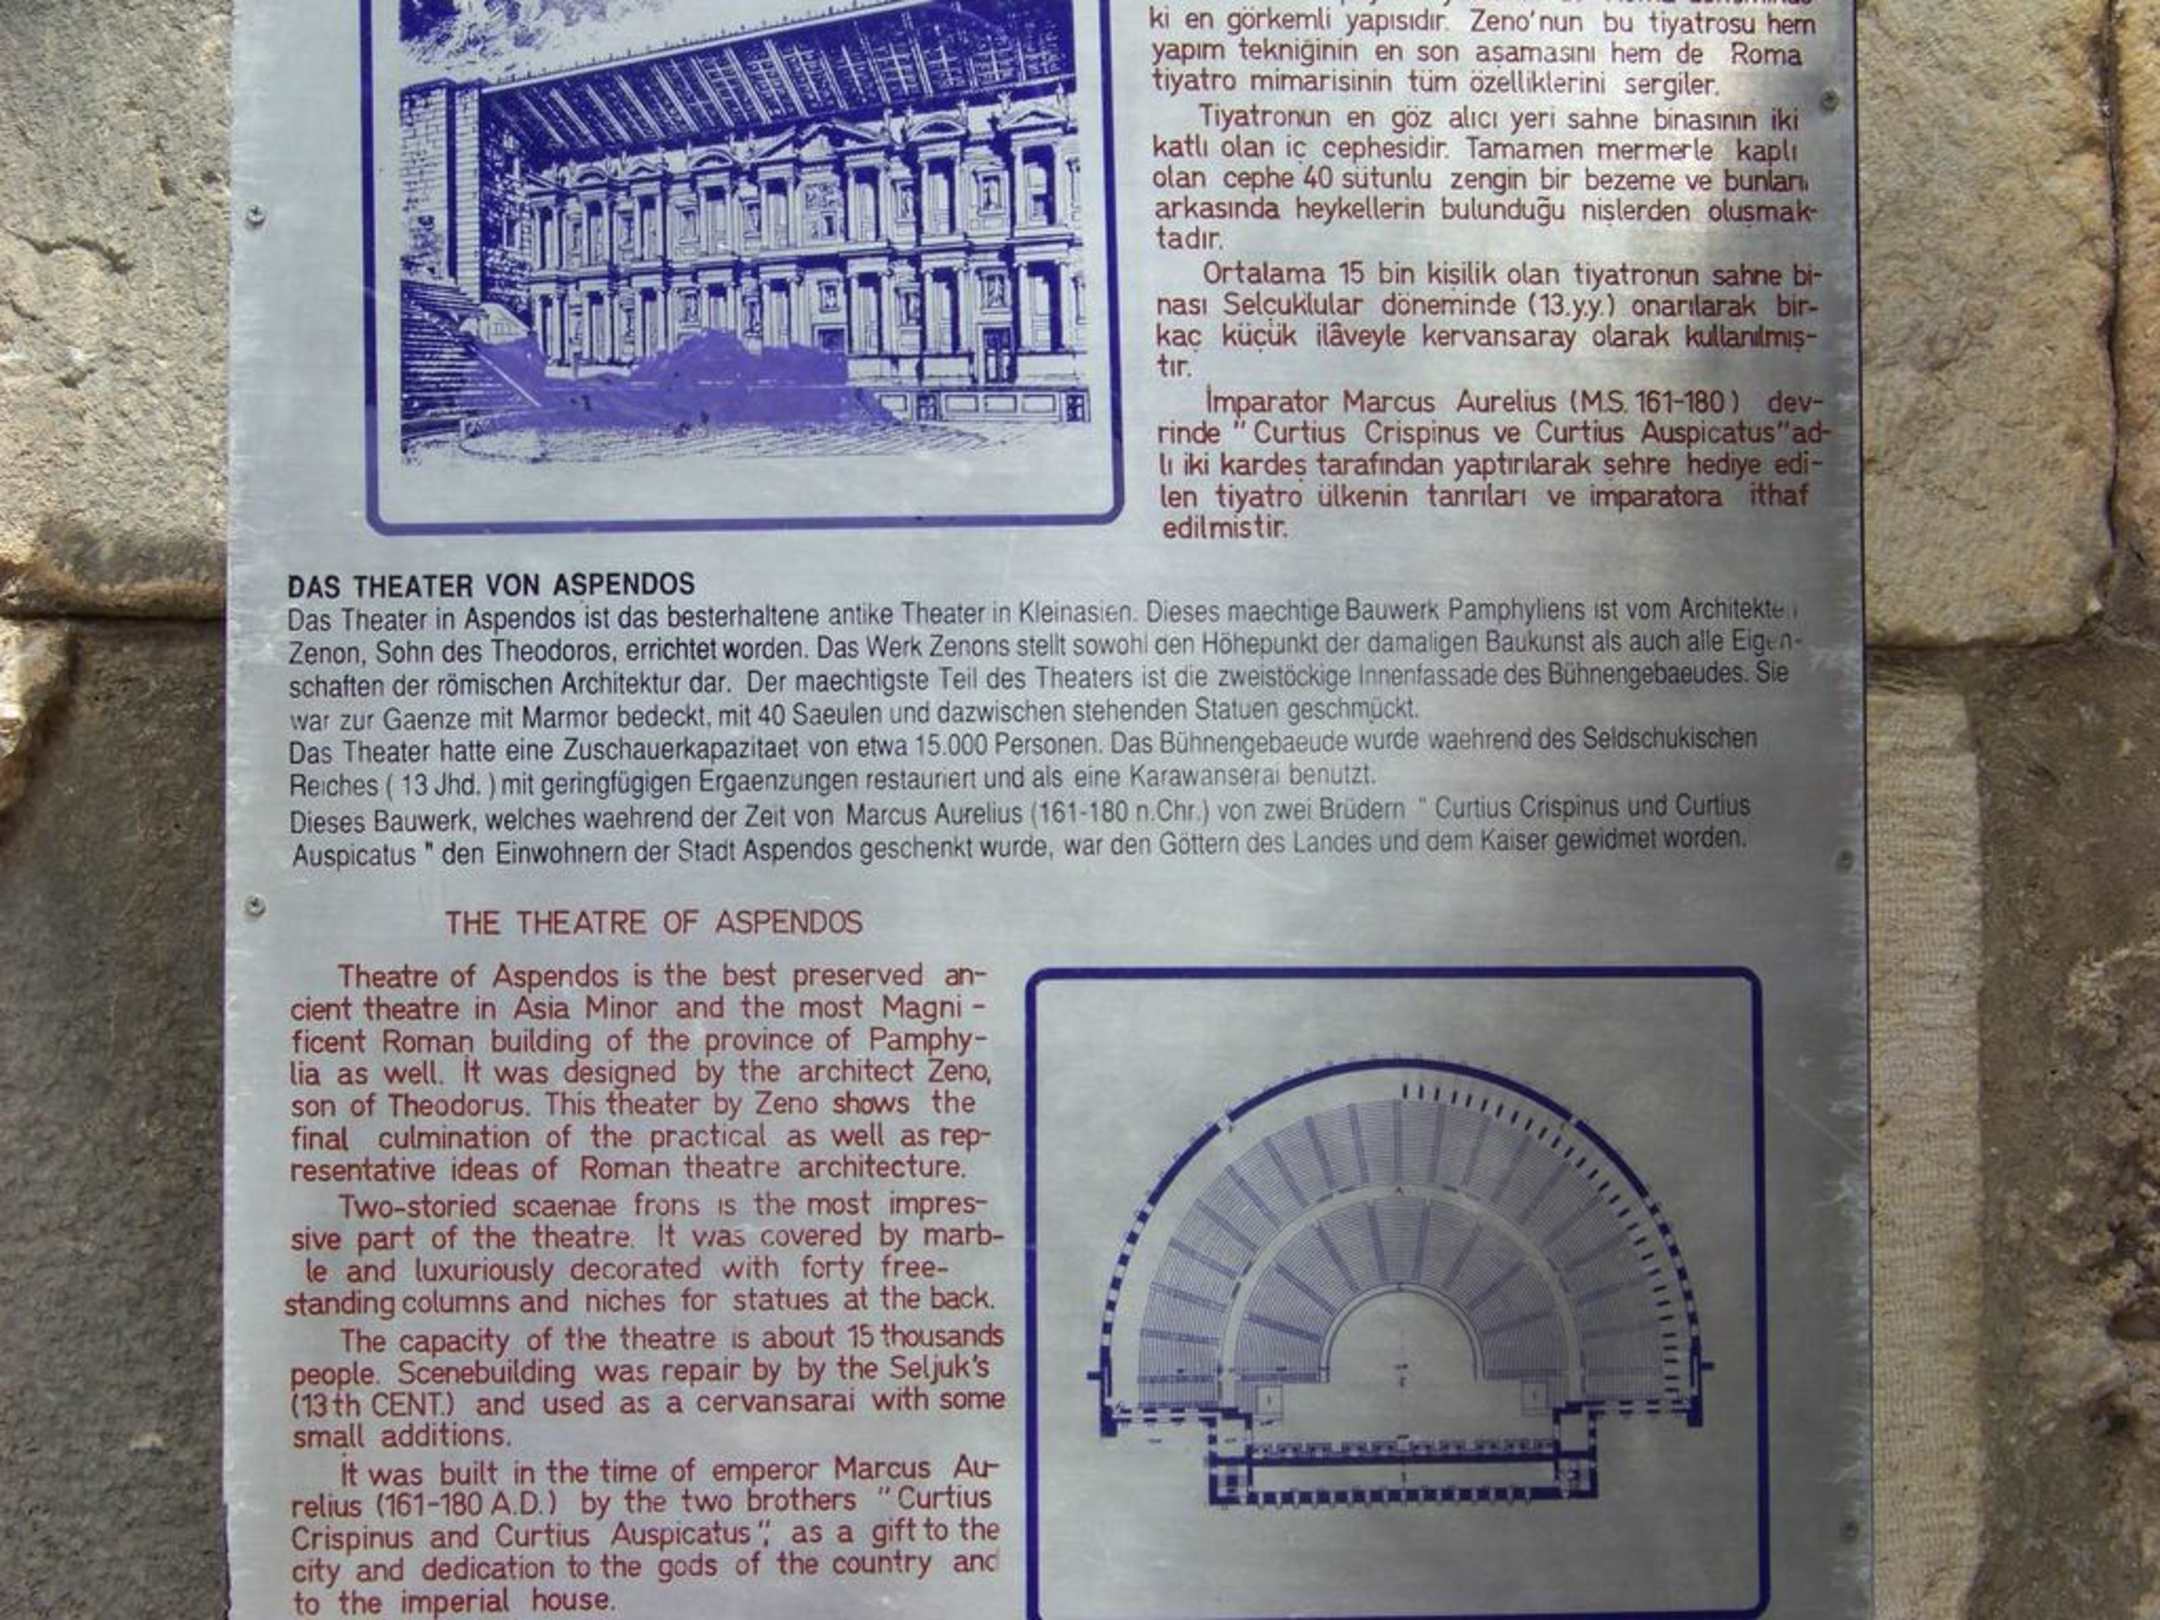 ki en görkemli yapısıdır. Zeno'nun bu tiyatrosu hem
yapım tekniğinin en son aşamasını hem de Roma
tiyatro mimarisinin tüm özelliklerini sergiler.
Tiyatronun en göz alıcı yeri sahne binasının iki
katlı olan iç cephesidir. Tamamen mermerle kaplı
olan cephe 40 sütunlu zengin bir bezeme ve bunların
arkasında heykellerin bulunduğu nişlerden oluşmak-
tadır.
Ortalama 15 bin kişilik olan tiyatronun sahne bi-
nası Selçuklular döneminde (13.y.y.) onarılarak bir-
kaç küçük ilâveyle kervansaray olarak kullanılmış-
tır.
İmparator Marcus Aurelius (M.S. 161-180) dev-
rinde "Curtius Crispinus ve Curtius Auspicatus" ad-
lı iki kardeş tarafından yaptırılarak şehre hediye edi-
len tiyatro ülkenin tanrıları ve imparatora ithaf
edilmiştir.
DAS THEATER VON ASPENDOS
Das Theater in Aspendos ist das besterhaltene antike Theater in Kleinasien. Dieses maechtige Bauwerk Pamphyliens ist vom Architekten
Zenon, Sohn des Theodoros, errichtet worden. Das Werk Zenons stellt sowohl den Höhepunkt der damaligen Baukunst als auch alle Eigen-
schaften der römischen Architektur dar. Der maechtigste Teil des Theaters ist die zweistöckige Innenfassade des Bühnengebaeudes. Sie
war zur Gaenze mit Marmor bedeckt, mit 40 Saeulen und dazwischen stehenden Statuen geschmückt.
Das Theater hatte eine Zuschauerkapazitaet von etwa 15.000 Personen. Das Bühnengebaeude wurde waehrend des Seldschukischen
Reiches ( 13 Jhd. ) mit geringfügigen Ergaenzungen restauriert und als eine Karawanserai benutzt.
Dieses Bauwerk, welches waehrend der Zeit von Marcus Aurelius (161-180 n.Chr.) von zwei Brüdern " Curtius Crispinus und Curtius
Auspicatus " den Einwohnern der Stadt Aspendos geschenkt wurde, war den Göttern des Landes und dem Kaiser gewidmet worden.
THE THEATRE OF ASPENDOS
Theatre of Aspendos is the best preserved an-
cient theatre in Asia Minor and the most Magni-
ficent Roman building of the province of Pamphy-
lia as well. It was designed by the architect Zeno,
son of Theodorus. This theater by Zeno shows the
final culmination of the practical as well as rep-
resentative ideas of Roman theatre architecture.
Two-storied scaenae frons is the most impres-
sive part of the theatre. It was covered by marb-
le and luxuriously decorated with forty free-
standing columns and niches for statues at the back.
The capacity of the theatre is about 15 thousands
people. Scenebuilding was repair by by the Seljuk's
(13th CENT.) and used as a cervansarai with some
small additions.
It was built in the time of emperor Marcus Au-
relius (161-180 A.D.) by the two brothers "Curtius
Crispinus and Curtius Auspicatus", as a gift to the
city and dedication to the gods of the country and
to the imperial house.